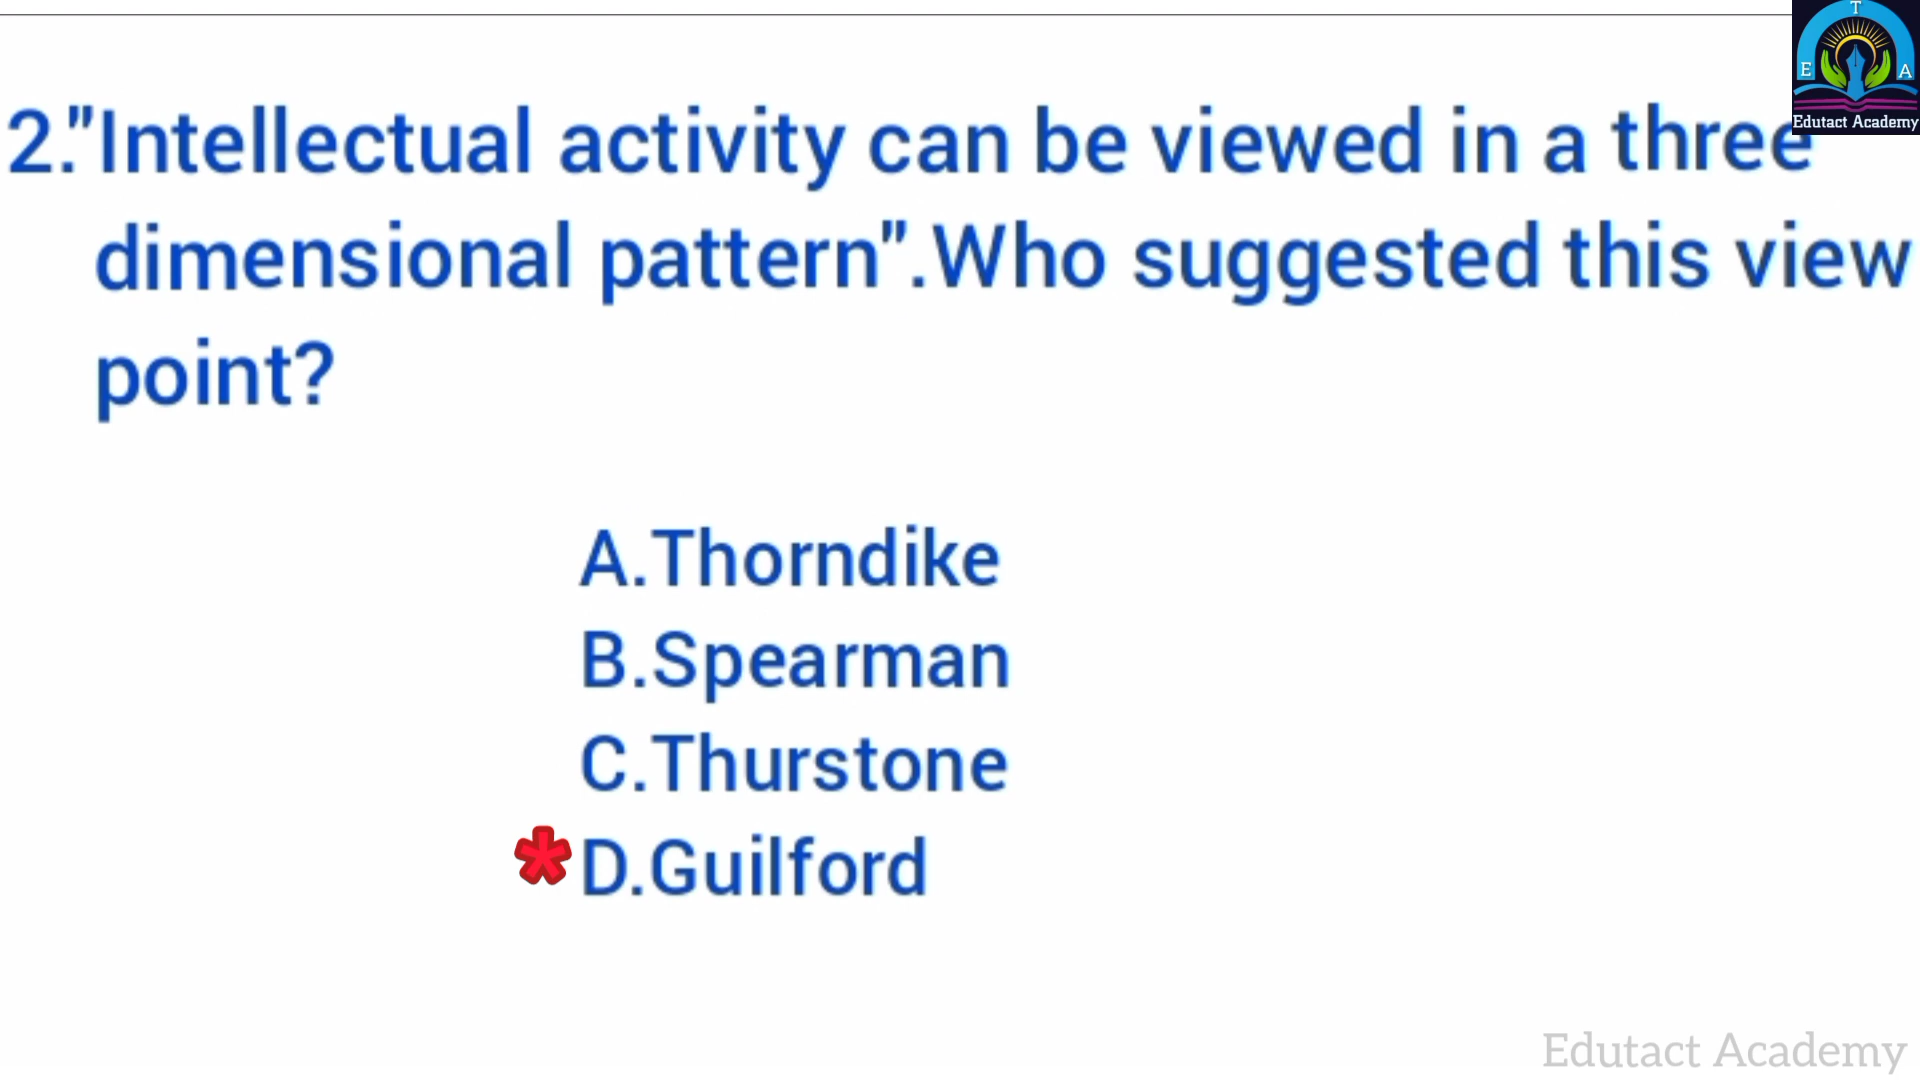 T
E A
Edutact Academy
2."Intellectual activity can be viewed in a three
dimensional pattern".Who suggested this view
point?
A.Thorndike
B.Spearman
C.Thurstone
*D.Guilford
Edutact Academy